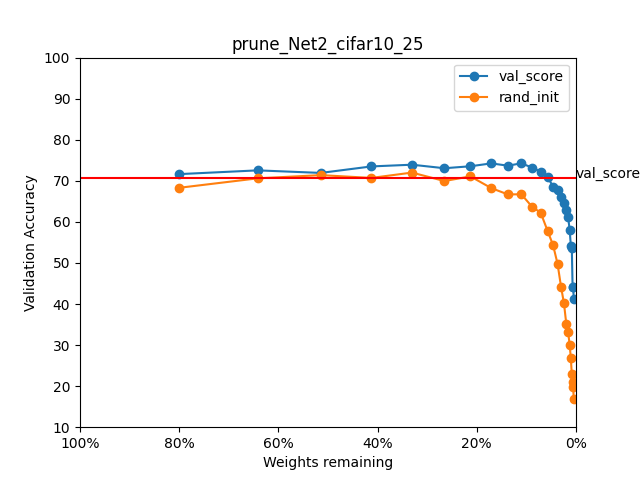 prune_Net2_cifar10_25
val_score
rand_init
val_score
Validation Accuracy
100
90
80
70
60
50
40
30
20
10
100%
80%
60%
40%
20%
0%
Weights remaining